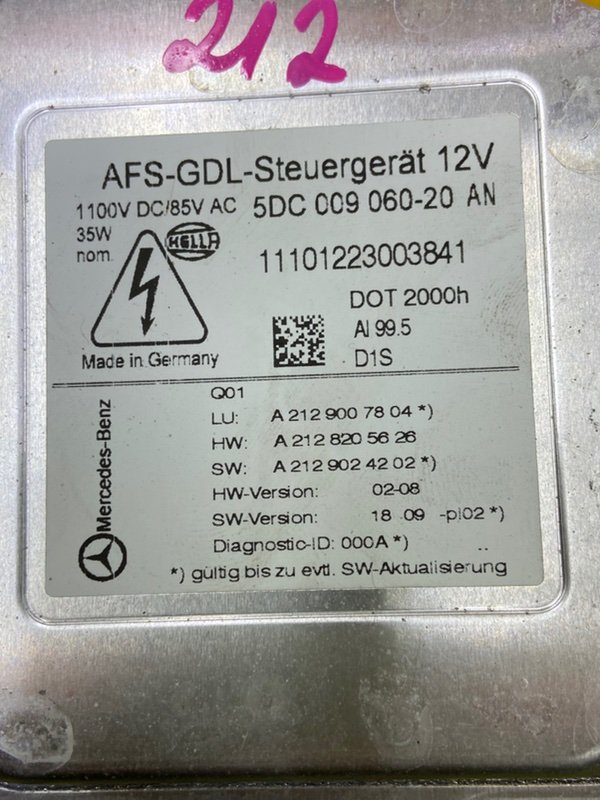 212
AFS-GDL-Steuergerät 12V
1100V DC/85V AC 5DC 009 060-20 AN
35W
nom.
HELLA
11101223003841
DOT 2000h
Al 99.5
D1S
Made in Germany
Mercedes-Benz
Q01
LU: A 212 900 78 04 *)
HW: A 212 820 56 26
SW: A 212 902 42 02 *)
HW-Version: 02-08
SW-Version: 18 .09 -pl02 *)
Diagnostic-ID: 000A *)
*) gültig bis zu evtl. SW-Aktualisierung